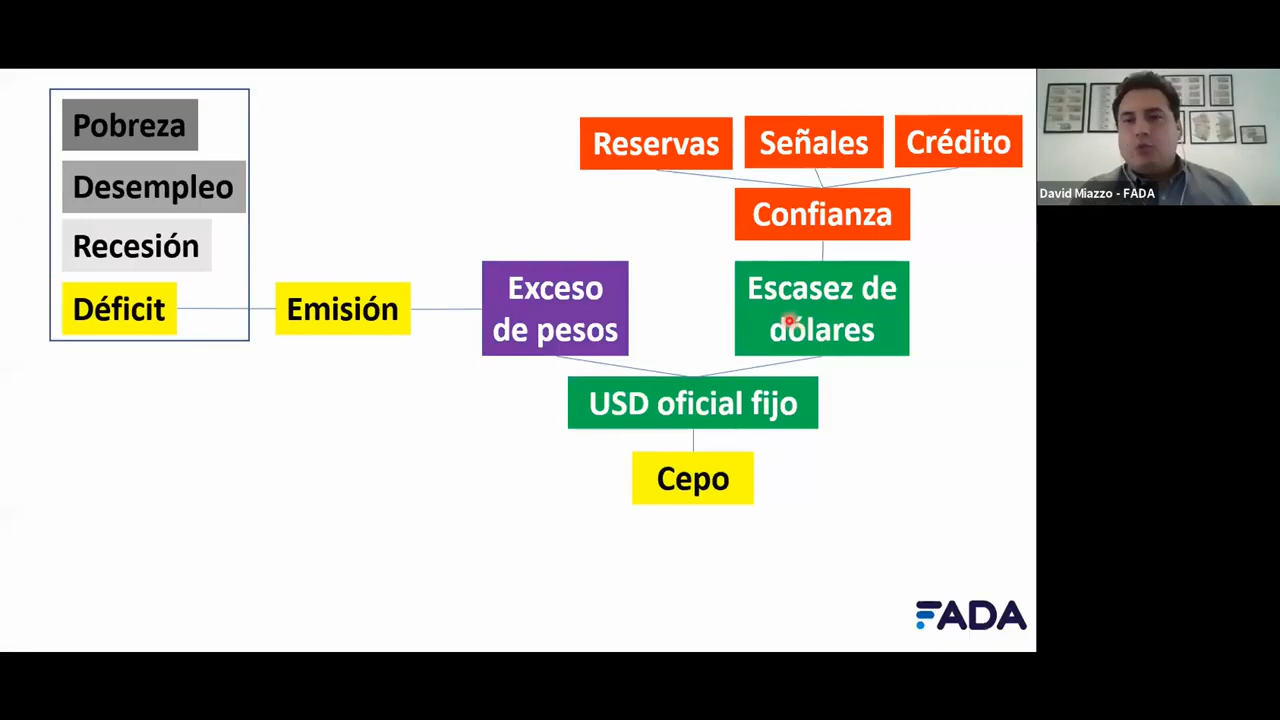 Pobreza
Desempleo
Recesión
Déficit
Emisión
Exceso
de pesos
Reservas
Señales
Crédito
Confianza
Escasez de
dólares
USD oficial fijo
Cepo
FADA
David Miazzo - FADA